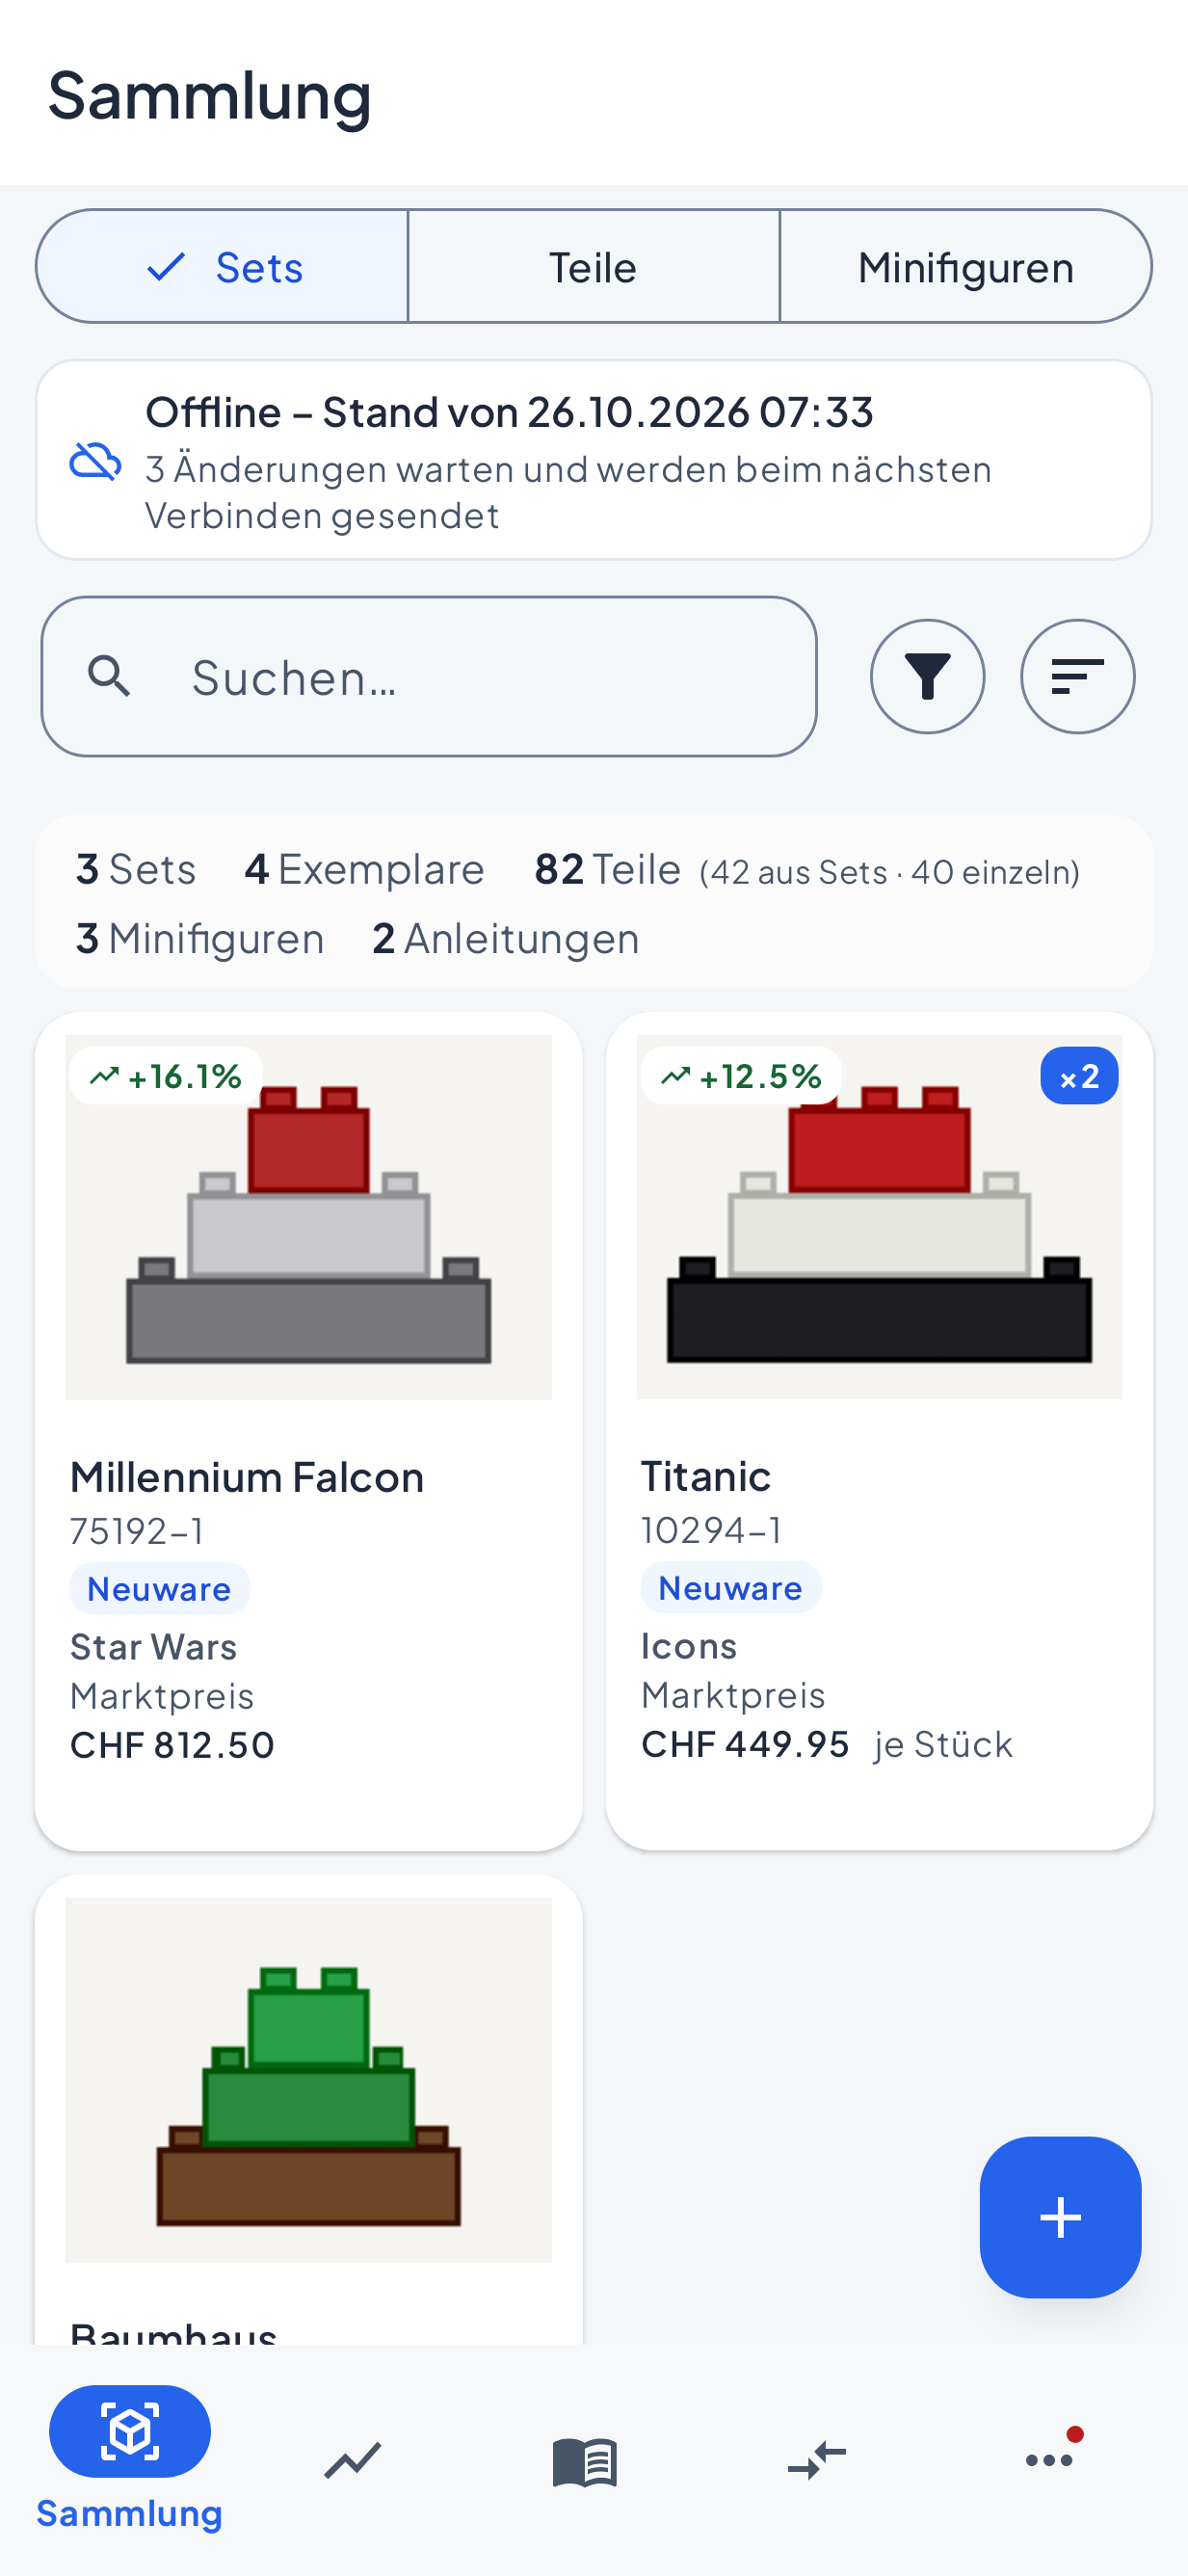 Sammlung
Sets
Teile
Minifiguren
Offline – Stand von 26.10.2026 07:33
3 Änderungen warten und werden beim nächsten
Verbinden gesendet
Suchen…
3 Sets 4 Exemplare 82 Teile (42 aus Sets · 40 einzeln)
3 Minifiguren 2 Anleitungen
+16.1%
Millennium Falcon
75192-1
Neuware
Star Wars
Marktpreis
CHF 812.50
+12.5%
×2
Titanic
10294-1
Neuware
Icons
Marktpreis
CHF 449.95 je Stück
Baumhaus
Sammlung